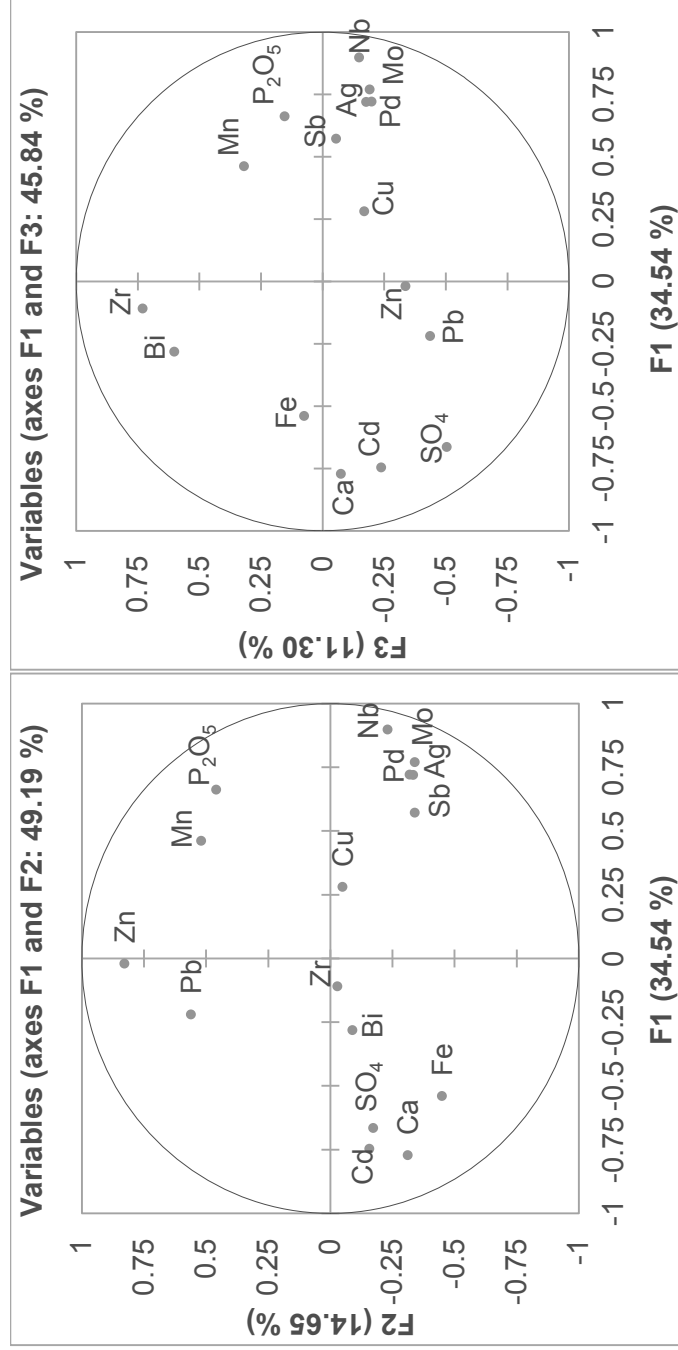 Variables (axes F1 and F2: 49.19 %)
1
0.75
0.5
0.25
0
-0.25
-0.5
-0.75
-1
F2 (14.65 %)
Zn
Pb
Mn
P₂O₅
Cu
Zr
Bi
SO₄
Cd
Ca
Fe
Nb
Pd
Mo
Ag
Sb
-1 -0.75 -0.5 -0.25 0 0.25 0.5 0.75 1
F1 (34.54 %)
Variables (axes F1 and F3: 45.84 %)
1
0.75
0.5
0.25
0
-0.25
-0.5
-0.75
-1
F3 (11.30 %)
Zr
Bi
Mn
P₂O₅
Fe
Sb
Ag
Nb
Mo
Pd
Cu
Ca
Cd
Zn
Pb
SO₄
-1 -0.75 -0.5 -0.25 0 0.25 0.5 0.75 1
F1 (34.54 %)